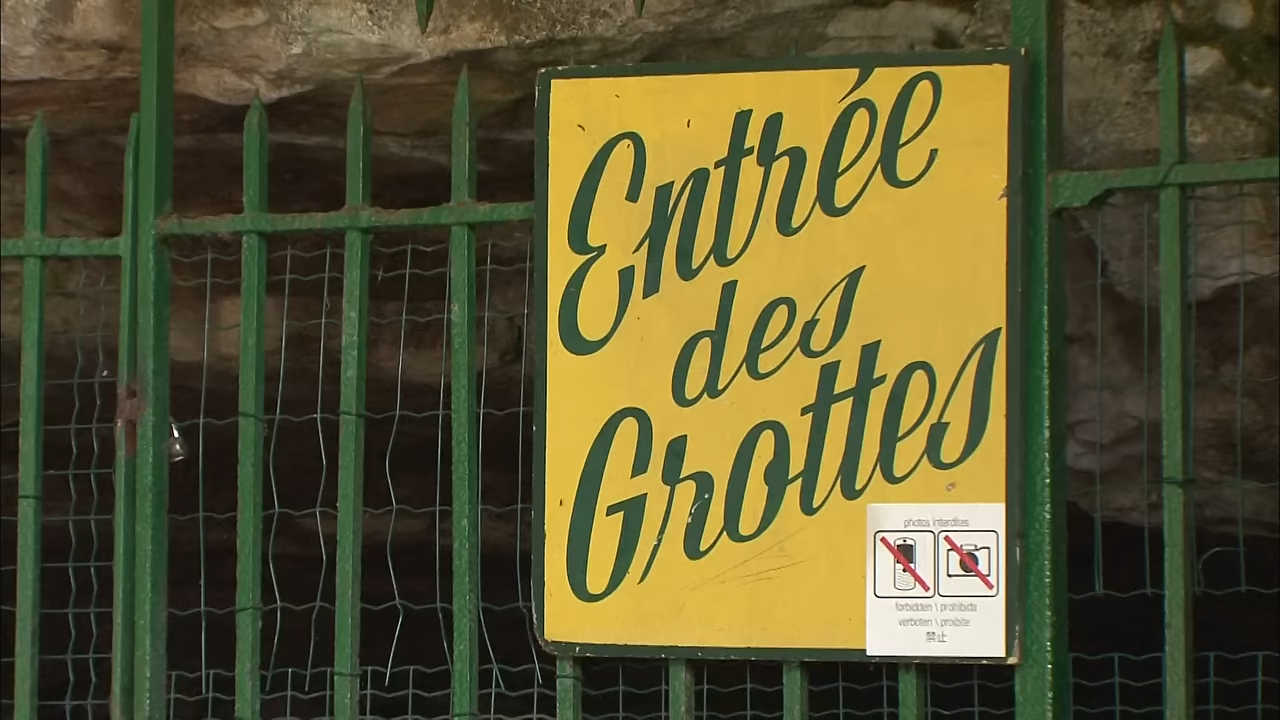 Entrée
des
Grottes
photos interdites
forbidden \ prohibida
verboten \ proibite
禁止